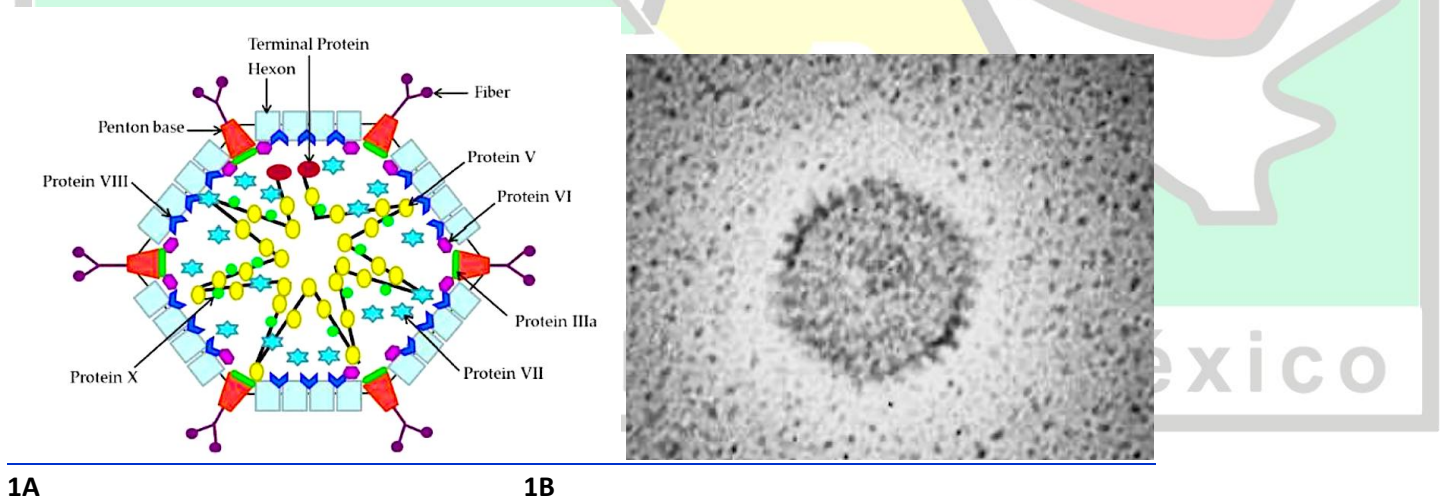 Terminal Protein
Hexon
Fiber
Penton base
Protein V
Protein VIII
Protein VI
Protein IIIa
Protein X
Protein VII
éxico
1A 1B